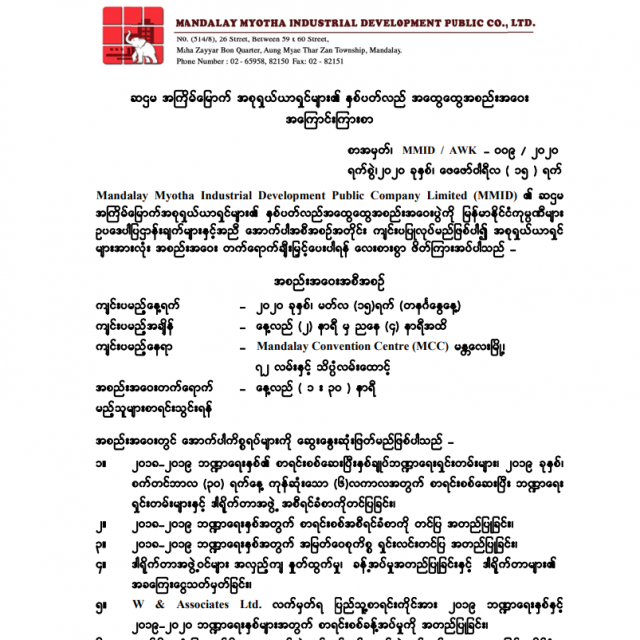 MANDALAY MYOTHA INDUSTRIAL DEVELOPMENT PUBLIC CO., LTD.
NO. (514/8), 26 Street, Between 59 x 60 Street,
Maha Zayyar Bon Quarter, Aung Myae Thar Zan Township, Mandalay.
Phone Number : 02 - 65958, 82150 Fax: 02 - 82151
ဆဌမ အကြိမ်မြောက် အစုရှယ်ယာရှင်များ၏ နှစ်ပတ်လည် အထွေထွေအစည်းအဝေး
အကြောင်းကြားစာ
စာအမှတ်၊ MMID / AWK - ၀၀၉ / ၂၀၂၀
ရက်စွဲ၊၂၀၂၀ ခုနှစ်၊ ဖေဖော်ဝါရီလ ( ၁၅ ) ရက်
Mandalay Myotha Industrial Development Public Company Limited (MMID) ၏ ဆဌမ
အကြိမ်မြောက်အစုရှယ်ယာရှင်များ၏ နှစ်ပတ်လည်အထွေထွေအစည်းအဝေးပွဲကို မြန်မာနိုင်ငံကုမ္ပဏီများ
ဥပဒေပါပြဌာန်းချက်များနှင့်အညီ အောက်ပါအစီအစဉ်အတိုင်း ကျင်းပပြုလုပ်မည်ဖြစ်ပါ၍ အစုရှယ်ယာရှင်
များအားလုံး အစည်းအဝေး တက်ရောက်ချီးမြှင့်ပေးပါရန် လေးစားစွာ ဖိတ်ကြားအပ်ပါသည် –
အစည်းအဝေးအစီအစဉ်
ကျင်းပမည့်နေ့ရက် – ၂၀၂၀ ခုနှစ်၊ မတ်လ (၁၅)ရက် (တနင်္ဂနွေနေ့)
ကျင်းပမည့်အချိန် – နေ့လည် (၂) နာရီ မှ ညနေ (၄) နာရီအထိ
ကျင်းပမည့်နေရာ – Mandalay Convention Centre (MCC) မန္တလေးမြို့၊
၇၂ လမ်းနှင့် သိပ္ပံလမ်းထောင့်
အစည်းအဝေးတက်ရောက် – နေ့လည် ( ၁ : ၃၀ ) နာရီ
မည့်သူများစာရင်းသွင်းရန်
အစည်းအဝေးတွင် အောက်ပါကိစ္စရပ်များကို ဆွေးနွေးဆုံးဖြတ်မည်ဖြစ်ပါသည် –
၁။ ၂၀၁၈-၂၀၁၉ ဘဏ္ဍာရေးနှစ်၏ စာရင်းစစ်ဆေးပြီးနှစ်ချုပ်ဘဏ္ဍာရေးရှင်းတမ်းများ၊ ၂၀၁၉ ခုနှစ်၊
စက်တင်ဘာလ (၃၀) ရက်နေ့ ကုန်ဆုံးသော (၆)လကာလအတွက် စာရင်းစစ်ဆေးပြီး ဘဏ္ဍာရေး
ရှင်းတမ်းများနှင့် ဒါရိုက်တာအဖွဲ့ အစီရင်ခံစာကိုတင်ပြခြင်း၊
၂။ ၂၀၁၈-၂၀၁၉ ဘဏ္ဍာရေးနှစ်အတွက် စာရင်းစစ်အစီရင်ခံစာကို တင်ပြ အတည်ပြုခြင်း၊
၃။ ၂၀၁၈-၂၀၁၉ ဘဏ္ဍာရေးနှစ်အတွက် အမြတ်ဝေစုကိစ္စ ရှင်းလင်းတင်ပြ အတည်ပြုခြင်း၊
၄။ ဒါရိုက်တာအဖွဲ့ဝင်များ အလှည့်ကျ နှုတ်ထွက်မှု၊ ခန့်အပ်မှုအတည်ပြုခြင်းနှင့် ဒါရိုက်တာများ၏
အခကြေးငွေသတ်မှတ်ခြင်း၊
၅။ W & Associates Ltd. လက်မှတ်ရ ပြည်သူ့စာရင်းကိုင်အား ၂၀၁၉ ဘဏ္ဍာရေးနှစ်နှင့်
၂၀၁၉-၂၀၂၀ ဘဏ္ဍာရေးနှစ်များအတွက် စာရင်းစစ်ခန့်အပ်မှုကို အတည်ပြုခြင်း၊